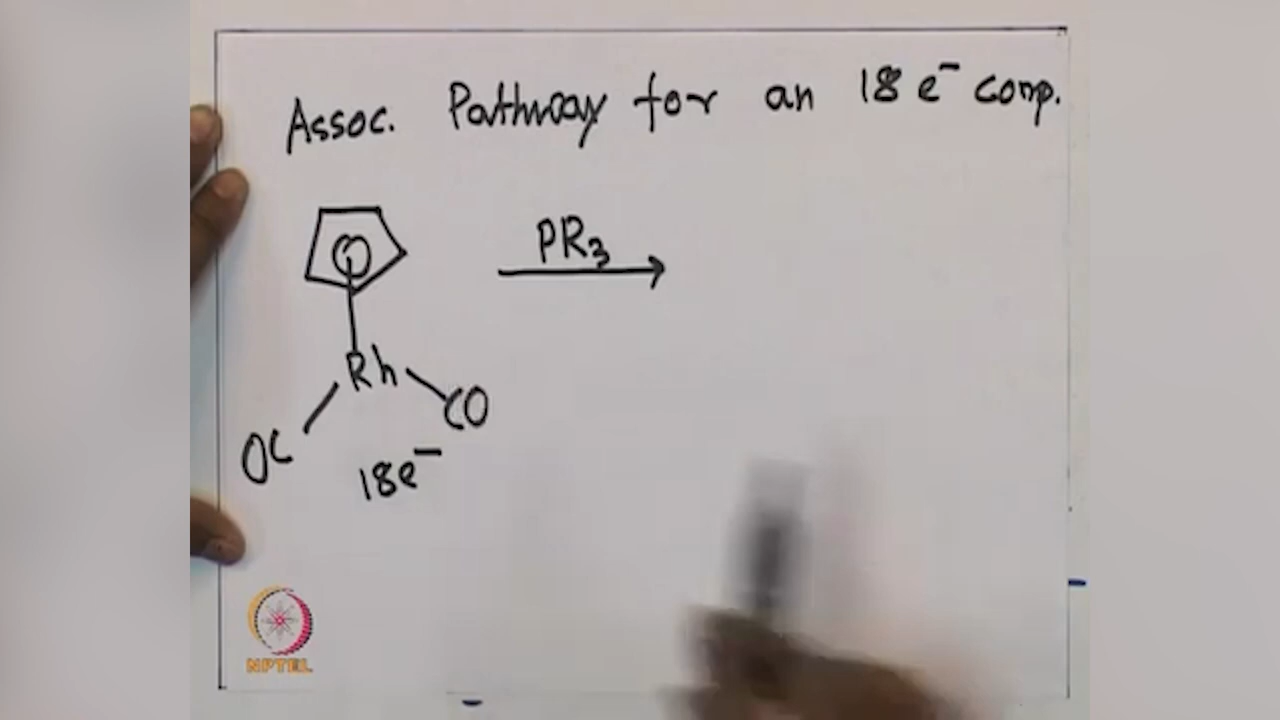 Assoc. Pathway for an 18 e⁻ comp.
PR₃
Rh
OC
CO
18e⁻
NPTEL